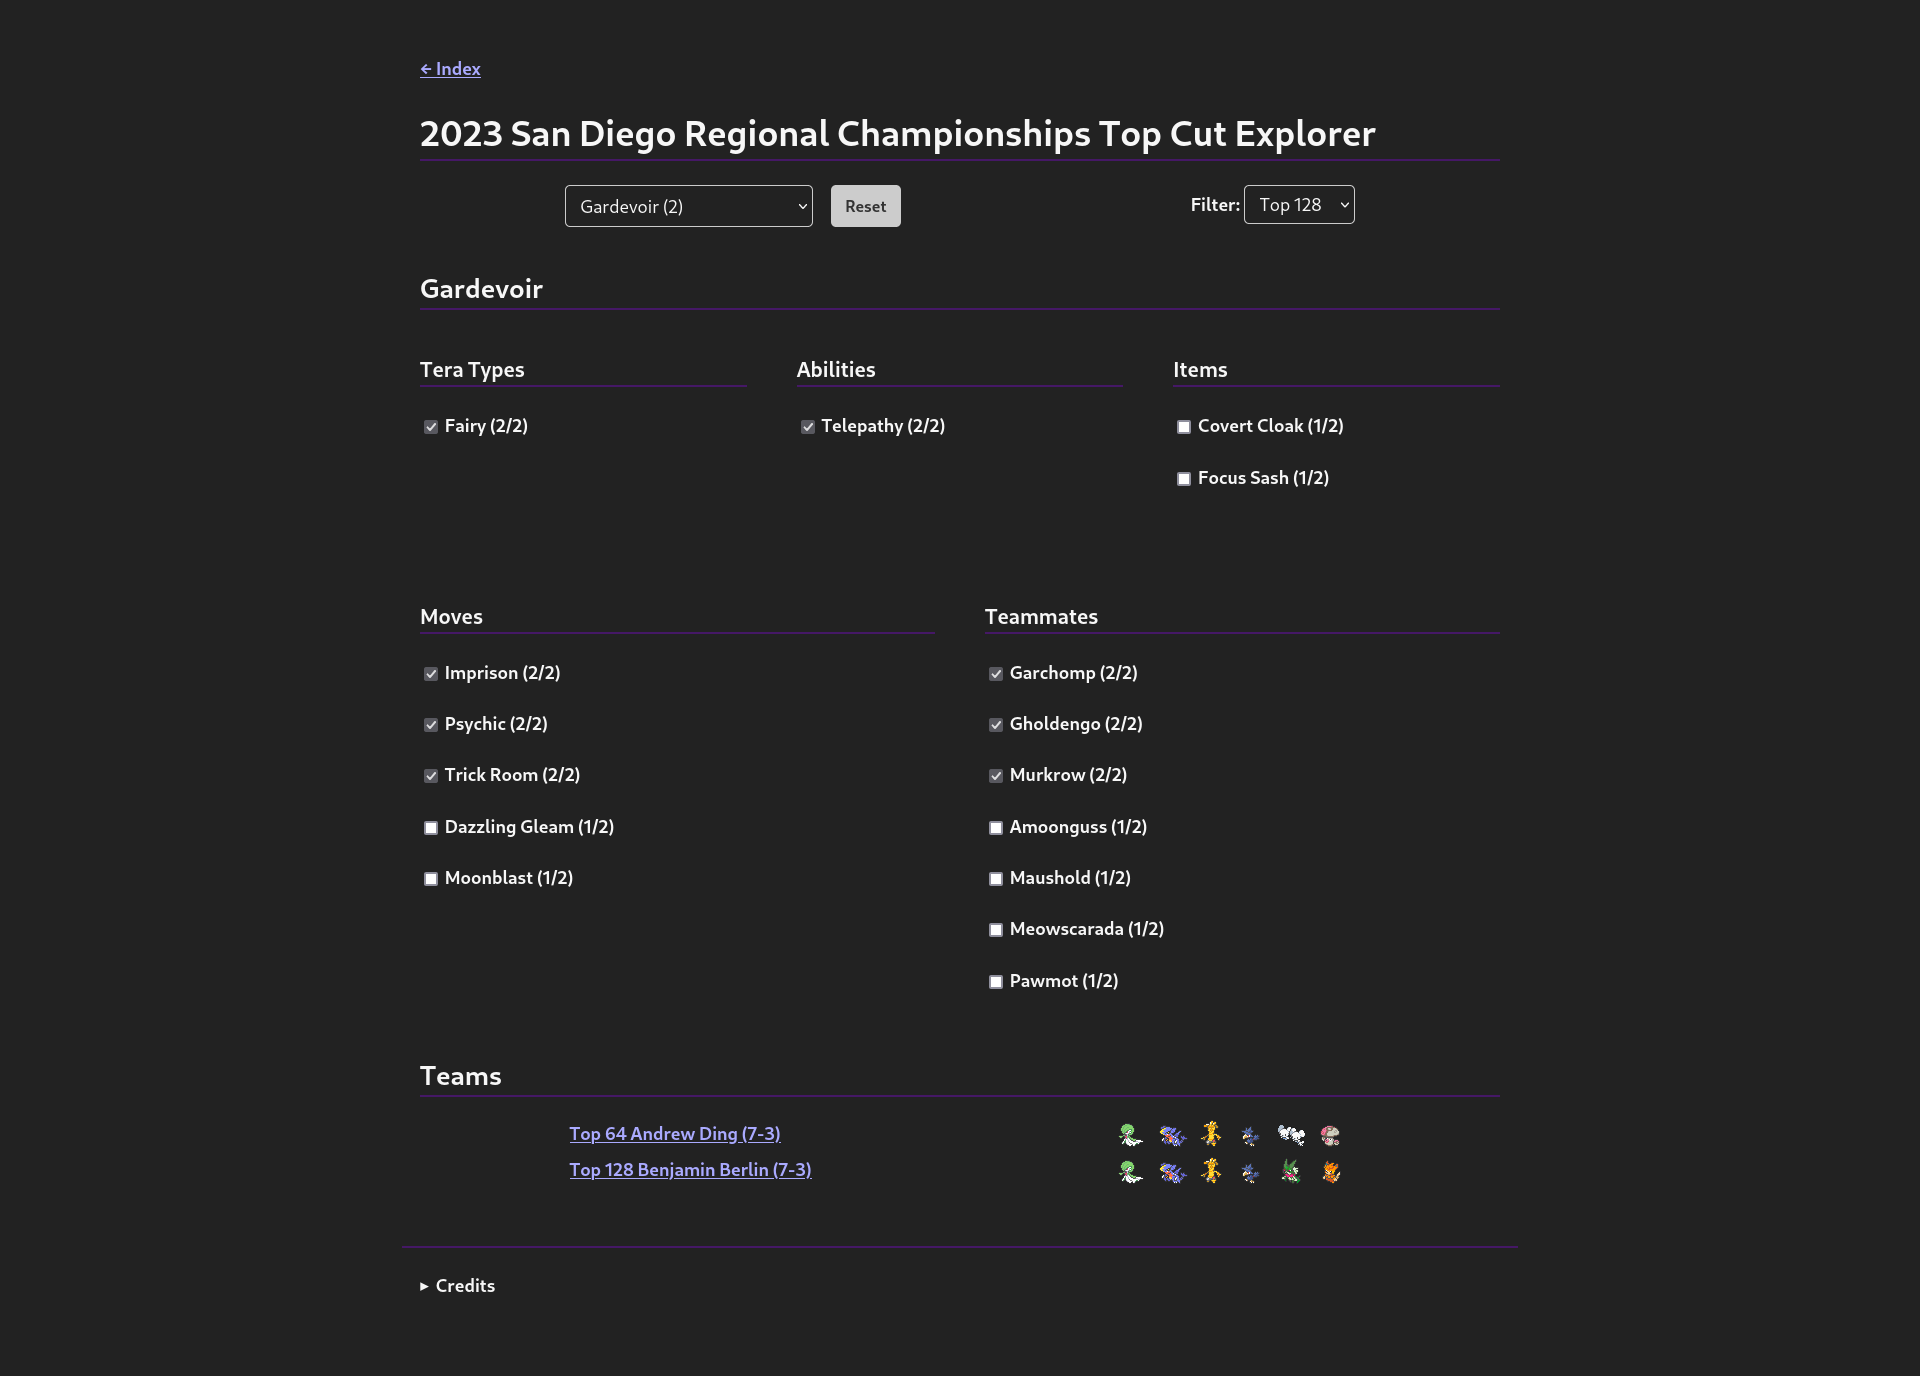 ← Index
2023 San Diego Regional Championships Top Cut Explorer
Gardevoir (2)
Reset
Filter: Top 128
Gardevoir
Tera Types
Fairy (2/2)
Abilities
Telepathy (2/2)
Items
Covert Cloak (1/2)
Focus Sash (1/2)
Moves
Imprison (2/2)
Psychic (2/2)
Trick Room (2/2)
Dazzling Gleam (1/2)
Moonblast (1/2)
Teammates
Garchomp (2/2)
Gholdengo (2/2)
Murkrow (2/2)
Amoonguss (1/2)
Maushold (1/2)
Meowscarada (1/2)
Pawmot (1/2)
Teams
Top 64 Andrew Ding (7-3)
Top 128 Benjamin Berlin (7-3)
▸ Credits